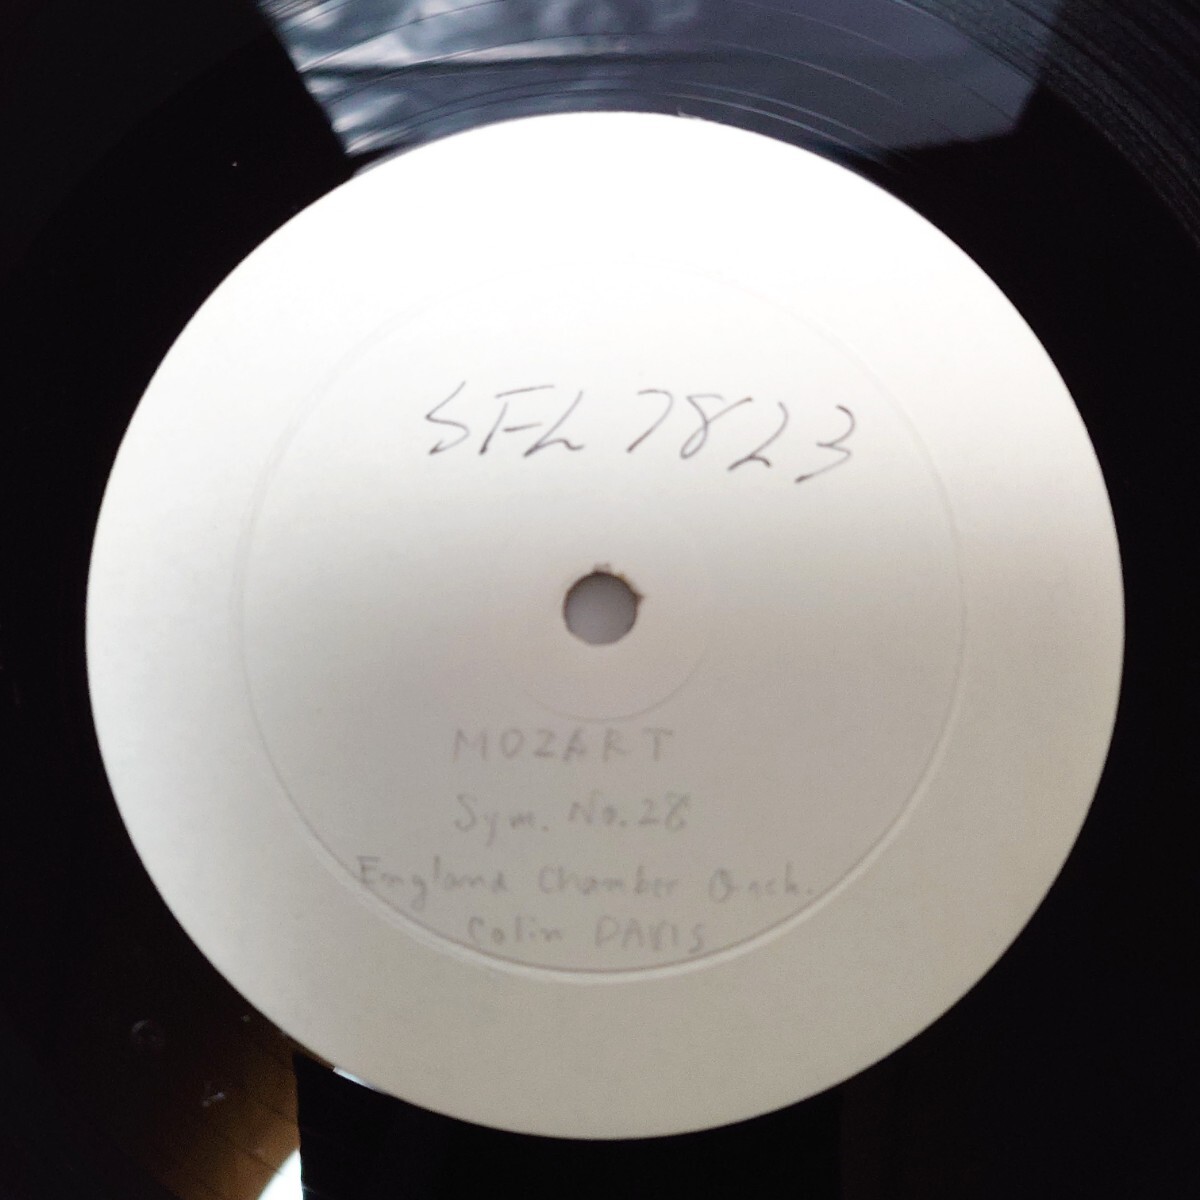 SFL 7823
MOZART
Sym. No.28
England Chamber Orch.
Colin DAVIS